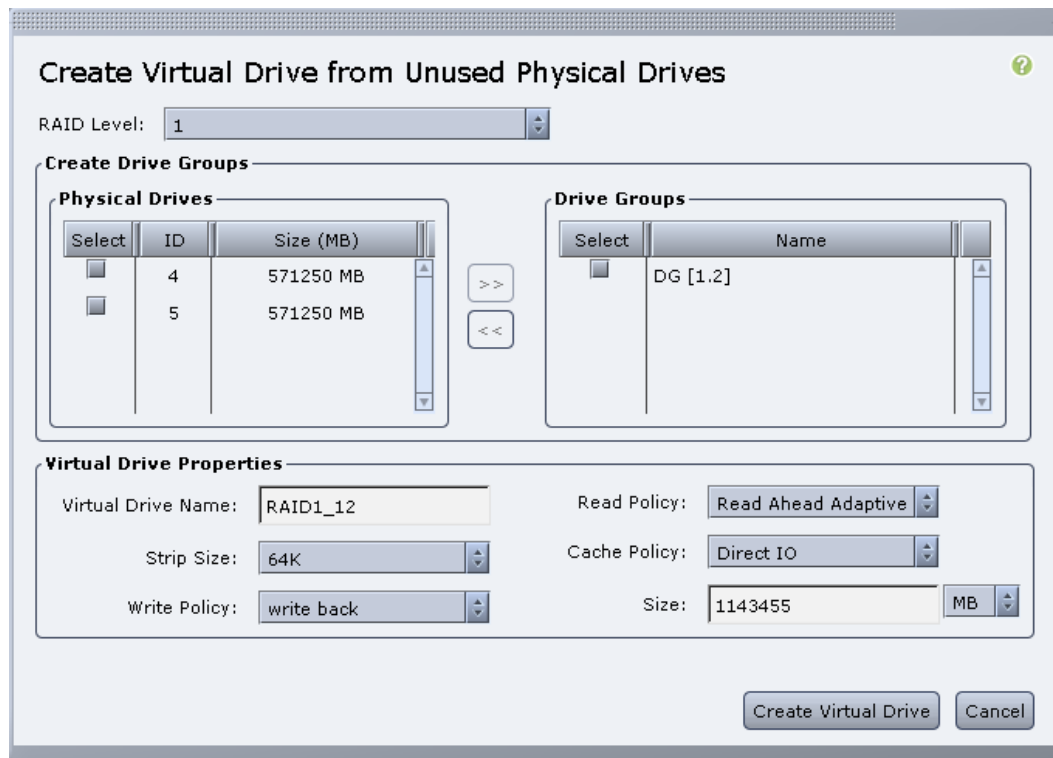 Create Virtual Drive from Unused Physical Drives
?
RAID Level: 1
Create Drive Groups
Physical Drives
Select ID Size (MB)
4 571250 MB
5 571250 MB
>>
<<
Drive Groups
Select Name
DG [1.2]
Virtual Drive Properties
Virtual Drive Name: RAID1_12
Strip Size: 64K
Write Policy: write back
Read Policy: Read Ahead Adaptive
Cache Policy: Direct IO
Size: 1143455 MB
Create Virtual Drive Cancel